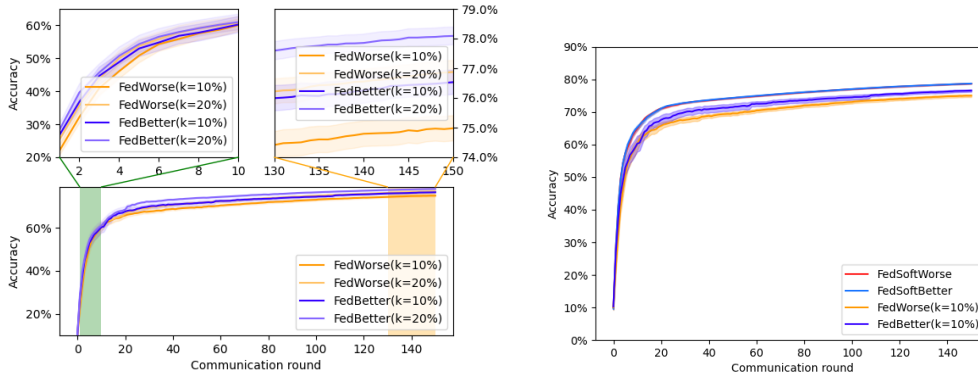 60%
50%
40%
30%
20%
Accuracy
FedWorse(k=10%)
FedWorse(k=20%)
FedBetter(k=10%)
FedBetter(k=20%)
2 4 6 8 10
79.0%
78.0%
77.0%
76.0%
75.0%
74.0%
FedWorse(k=10%)
FedWorse(k=20%)
FedBetter(k=10%)
FedBetter(k=20%)
130 135 140 145 150
60%
40%
20%
Accuracy
FedWorse(k=10%)
FedWorse(k=20%)
FedBetter(k=10%)
FedBetter(k=20%)
0 20 40 60 80 100 120 140
Communication round
90%
80%
70%
60%
50%
40%
30%
20%
10%
0%
Accuracy
FedSoftWorse
FedSoftBetter
FedWorse(k=10%)
FedBetter(k=10%)
0 20 40 60 80 100 120 140
Communication round